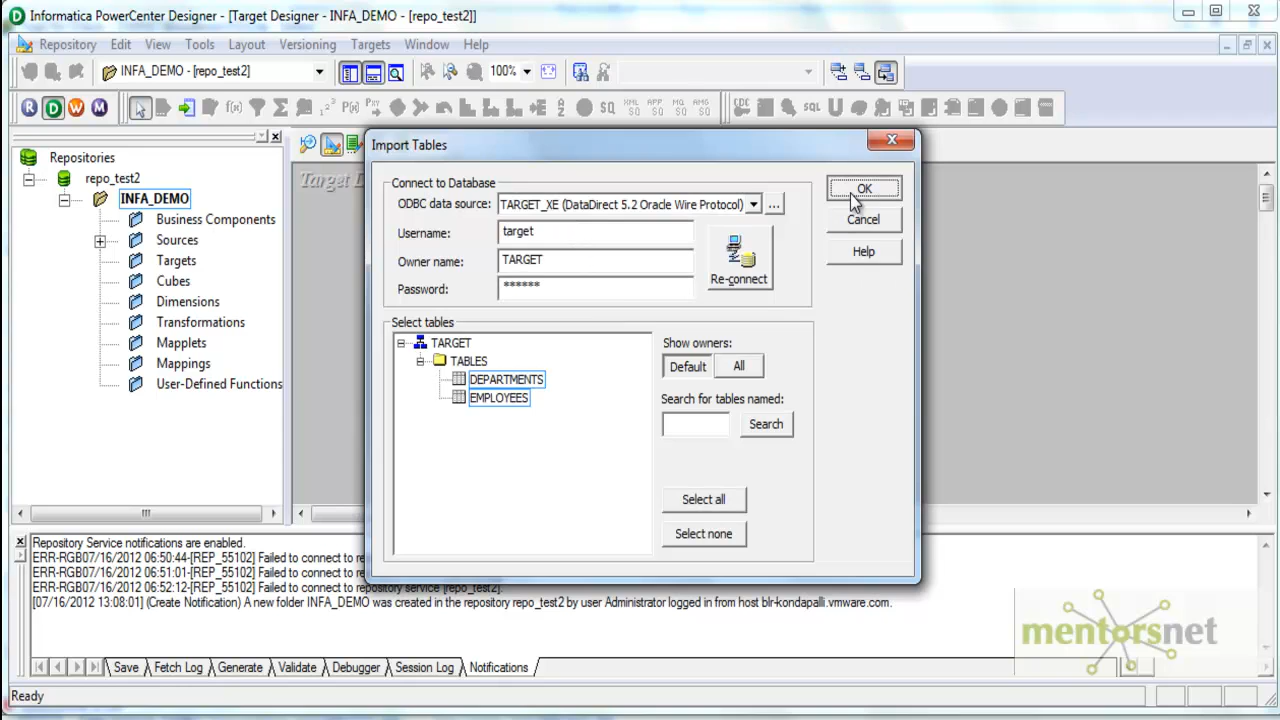 Informatica PowerCenter Designer - [Target Designer - INFA_DEMO - [repo_test2]]
Repository Edit View Tools Layout Versioning Targets Window Help
INFA_DEMO - [repo_test2]
100%
R D W M
f(x) Σ SQ SQL U
Repositories
repo_test2
INFA_DEMO
Business Components
Sources
Targets
Cubes
Dimensions
Transformations
Mapplets
Mappings
User-Defined Functions
Import Tables
Connect to Database
ODBC data source: TARGET_XE (DataDirect 5.2 Oracle Wire Protocol) ...
Username: target
Owner name: TARGET
Password: ******
Re-connect
OK
Cancel
Help
Select tables
TARGET
TABLES
DEPARTMENTS
EMPLOYEES
Show owners:
Default All
Search for tables named:
Search
Select all
Select none
Repository Service notifications are enabled.
ERR-RGB07/16/2012 06:50:44-[REP_55102] Failed to connect to re
ERR-RGB07/16/2012 06:51:01-[REP_55102] Failed to connect to re
ERR-RGB07/16/2012 06:52:12-[REP_55102] Failed to connect to repository service [repo_test2].
[07/16/2012 13:08:01] (Create Notification) A new folder INFA_DEMO was created in the repository repo_test2 by user Administrator logged in from host blr-kondapalli.vmware.com.
mentorsnet
Save Fetch Log Generate Validate Debugger Session Log Notifications
Ready